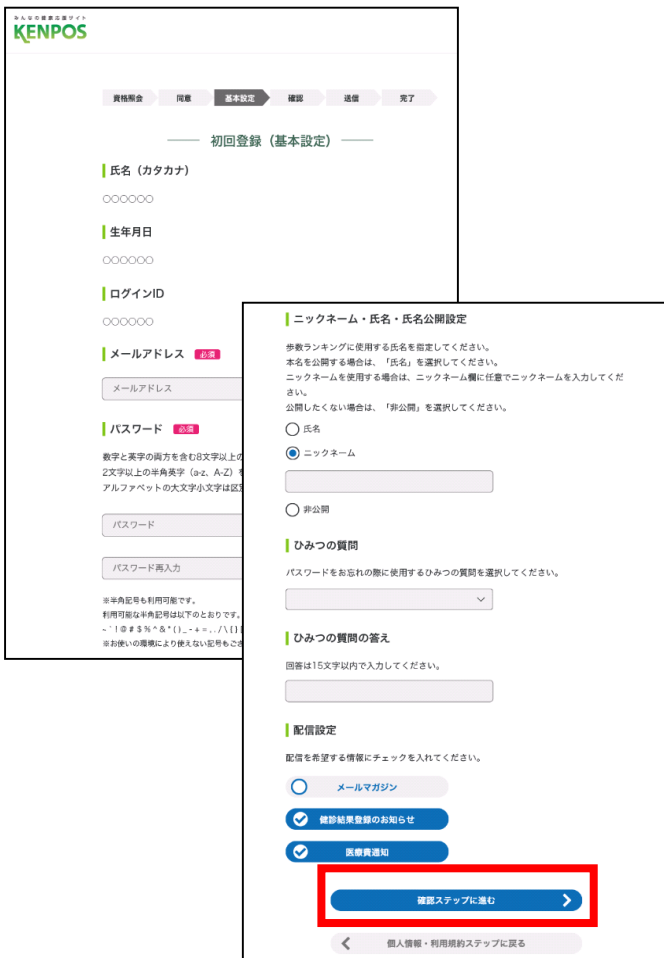 みんなの健康応援サイト
KENPOS
資格照会 同意 基本設定 確認 送信 完了
初回登録（基本設定）
氏名（カタカナ）
○○○○○○
生年月日
○○○○○○
ログインID
○○○○○○
メールアドレス 必須
メールアドレス
パスワード 必須
数字と英字の両方を含む8文字以上の
2文字以上の半角英字（a-z、A-Z）を
アルファベットの大文字小文字は区別
パスワード
パスワード再入力
※半角記号も利用可能です。
利用可能な半角記号は以下のとおりです。
~ ` ! @ # $ % ^ & * ( ) _ - + = , . / \ { } [
※お使いの環境により使えない記号もござ
ニックネーム・氏名・氏名公開設定
歩数ランキングに使用する氏名を指定してください。
本名を公開する場合は、「氏名」を選択してください。
ニックネームを使用する場合は、ニックネーム欄に任意でニックネームを入力してくだ
さい。
公開したくない場合は、「非公開」を選択してください。
氏名
ニックネーム
非公開
ひみつの質問
パスワードをお忘れの際に使用するひみつの質問を選択してください。
ひみつの質問の答え
回答は15文字以内で入力してください。
配信設定
配信を希望する情報にチェックを入れてください。
メールマガジン
健診結果登録のお知らせ
医療費通知
確認ステップに進む
個人情報・利用規約ステップに戻る